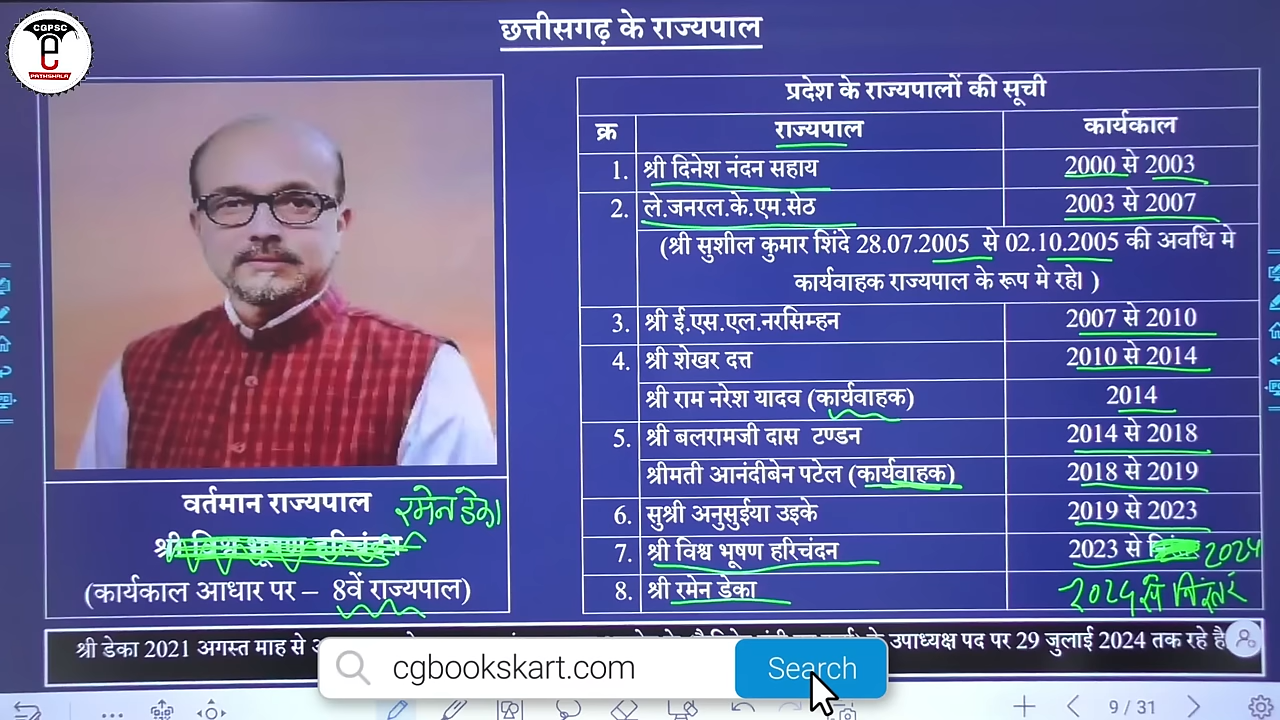 CGPSC
e
PATHSHALA
छत्तीसगढ़ के राज्यपाल
वर्तमान राज्यपाल रमेन डेका
श्री विश्व भूषण हरिचंदन
(कार्यकाल आधार पर – 8वें राज्यपाल)
प्रदेश के राज्यपालों की सूची
क्र राज्यपाल कार्यकाल
1. श्री दिनेश नंदन सहाय 2000 से 2003
2. ले.जनरल.के.एम.सेठ 2003 से 2007
(श्री सुशील कुमार शिंदे 28.07.2005 से 02.10.2005 की अवधि मे
कार्यवाहक राज्यपाल के रूप मे रहे। )
3. श्री ई.एस.एल.नरसिम्हन 2007 से 2010
4. श्री शेखर दत्त 2010 से 2014
श्री राम नरेश यादव (कार्यवाहक) 2014
5. श्री बलरामजी दास टण्डन 2014 से 2018
श्रीमती आनंदीबेन पटेल (कार्यवाहक) 2018 से 2019
6. सुश्री अनुसुईया उइके 2019 से 2023
7. श्री विश्व भूषण हरिचंदन 2023 से 2024
8. श्री रमेन डेका 2024 से निरंतर
श्री डेका 2021 अगस्त माह से उपाध्यक्ष पद पर 29 जुलाई 2024 तक रहे है
cgbookskart.com Search
9 / 31